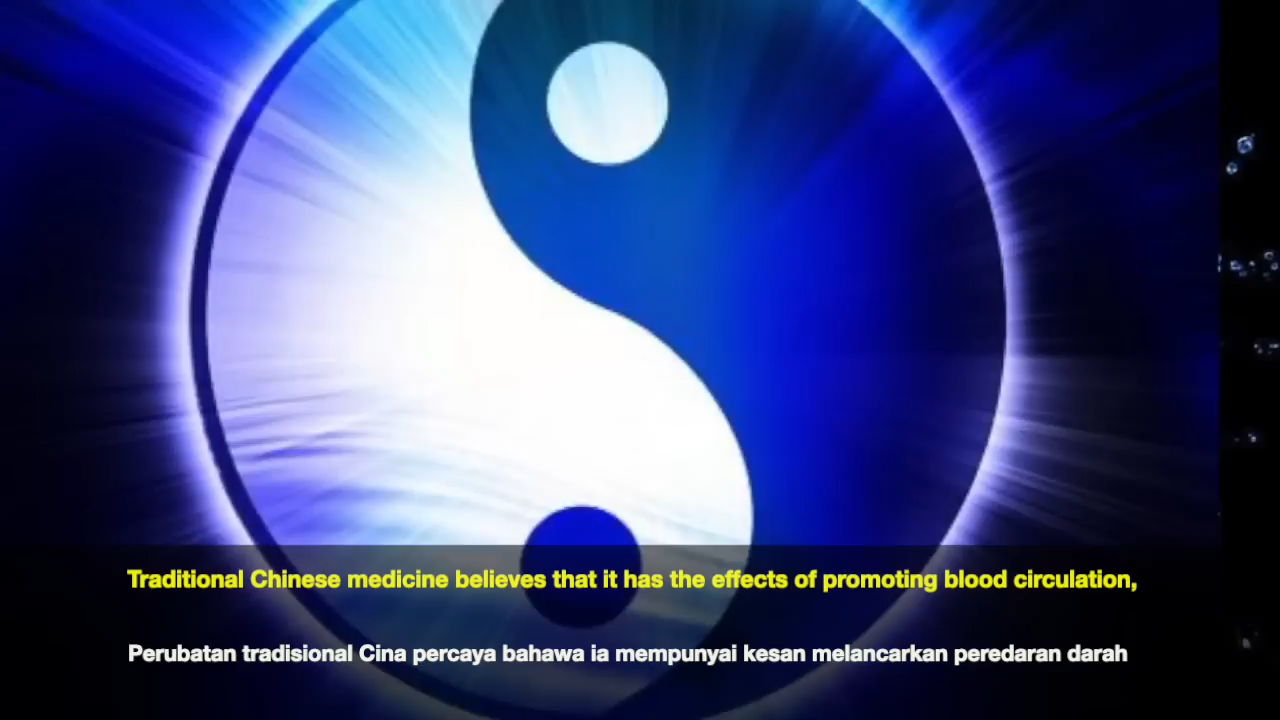 Traditional Chinese medicine believes that it has the effects of promoting blood circulation,
Perubatan tradisional Cina percaya bahawa ia mempunyai kesan melancarkan peredaran darah